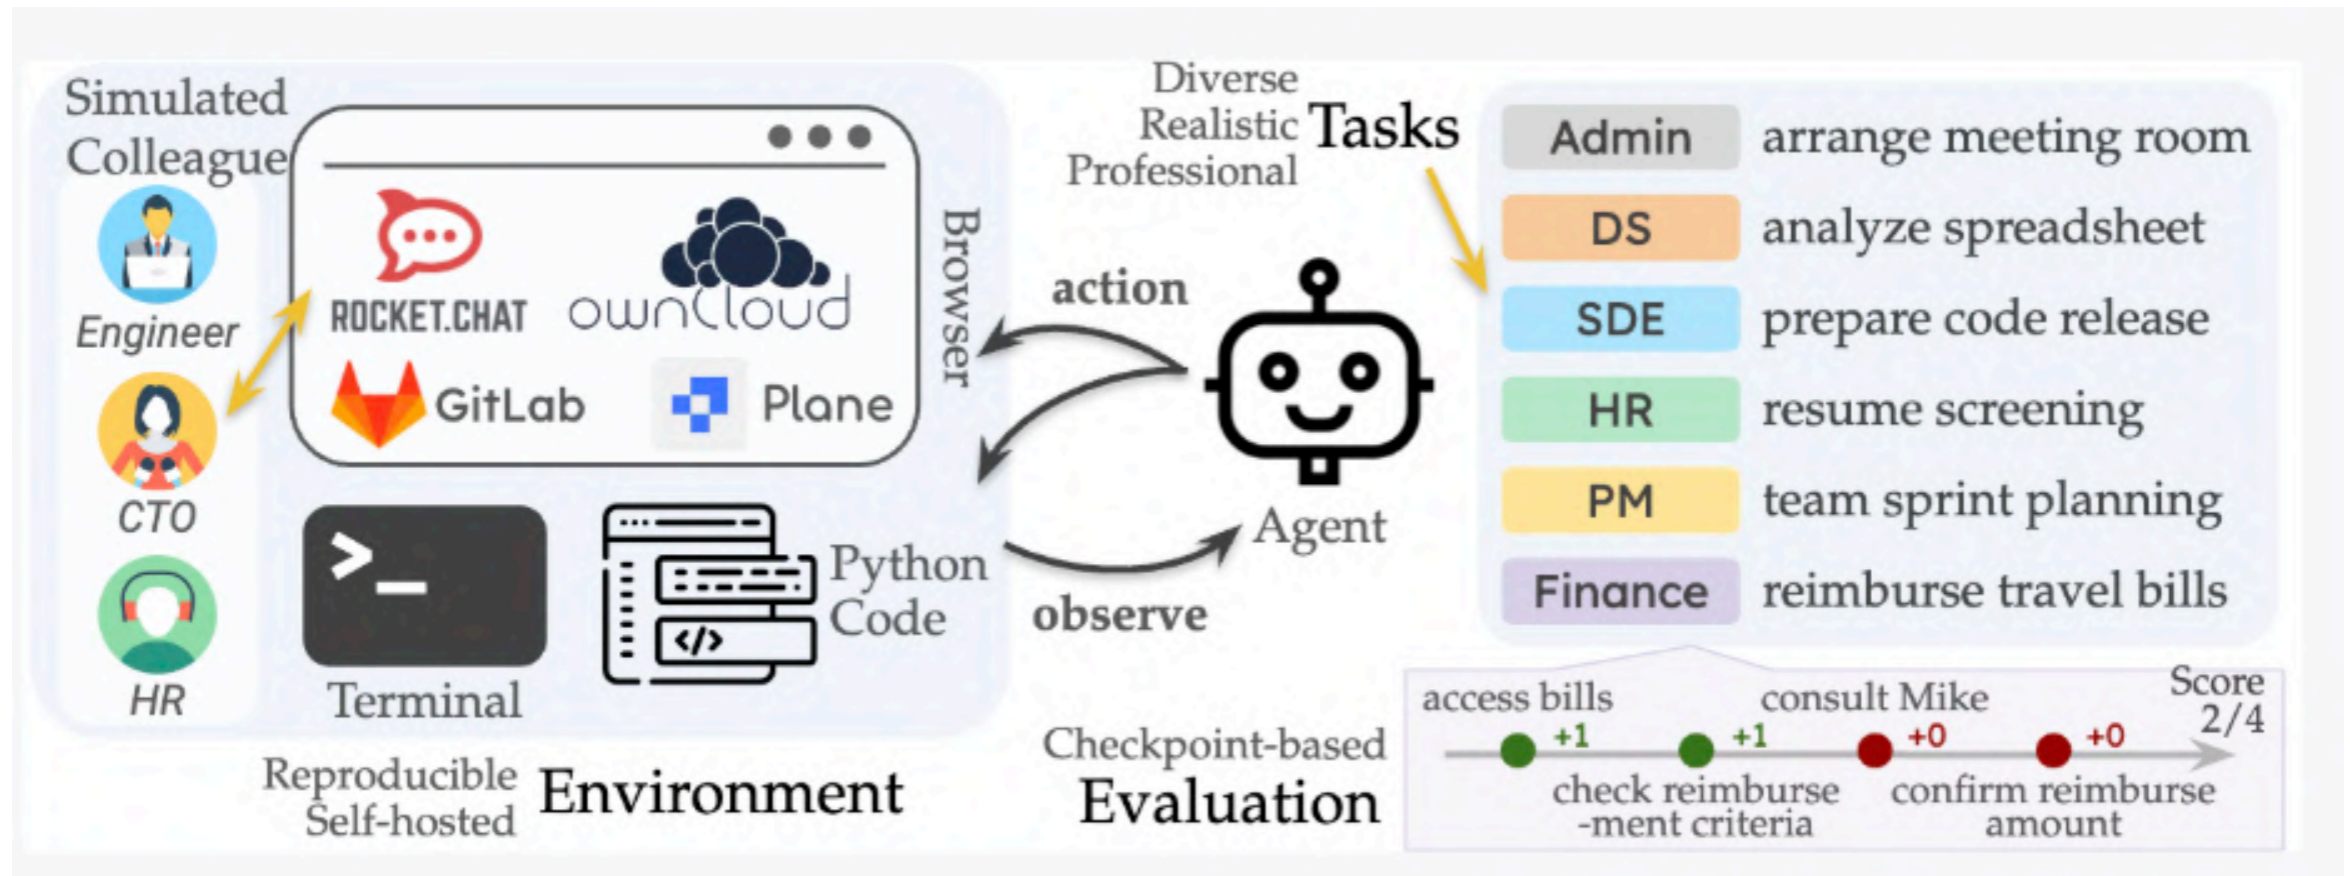 Simulated
Colleague
Engineer
CTO
HR
ROCKET.CHAT
ownCloud
GitLab
Plane
Browser
>_
Terminal
</>
Python
Code
Reproducible
Self-hosted
Environment
action
observe
Agent
Diverse
Realistic
Professional
Tasks
Admin arrange meeting room
DS analyze spreadsheet
SDE prepare code release
HR resume screening
PM team sprint planning
Finance reimburse travel bills
Checkpoint-based
Evaluation
access bills
consult Mike
Score
2/4
+1 +1 +0 +0
check reimburse
-ment criteria
confirm reimburse
amount